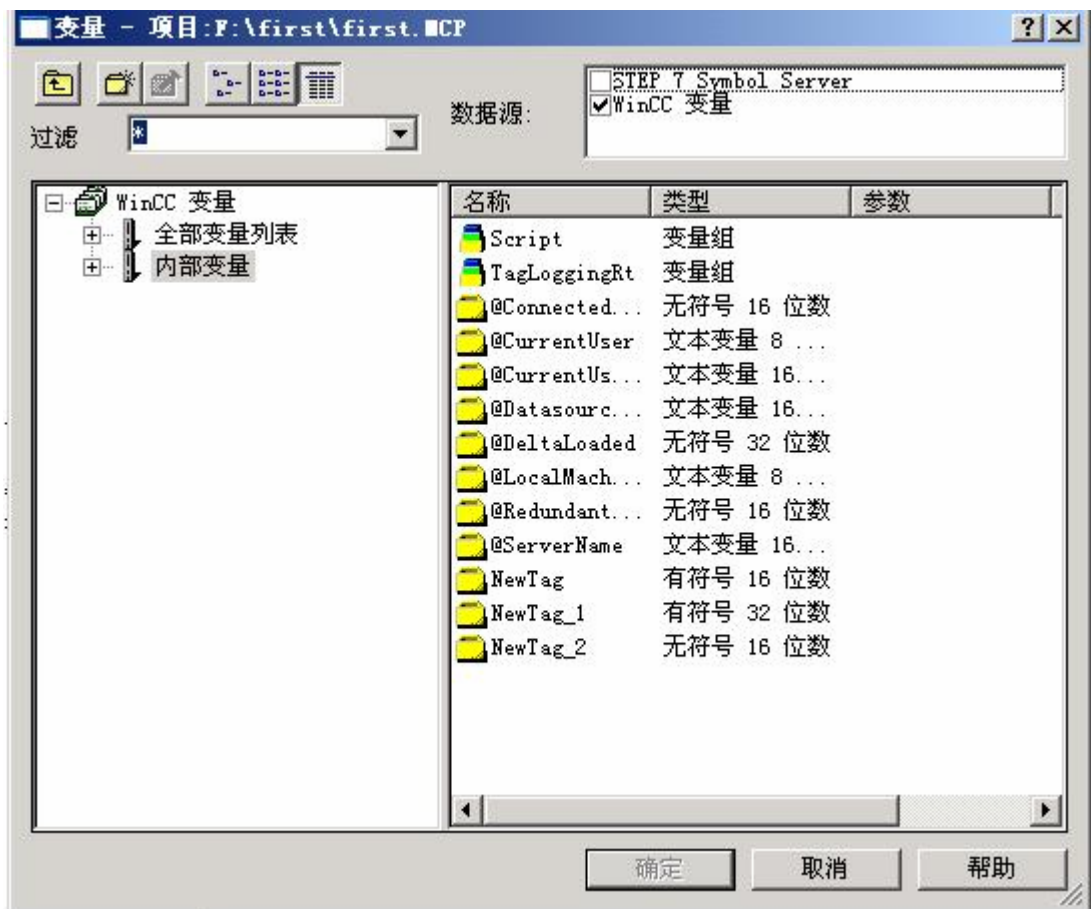 变量 - 项目:F:\first\first.MCP
STEP 7 Symbol Server
数据源: WinCC 变量
过滤 *
WinCC 变量
全部变量列表
内部变量
名称 类型 参数
Script 变量组
TagLoggingRt 变量组
@Connected... 无符号 16 位数
@CurrentUser 文本变量 8 ...
@CurrentUs... 文本变量 16...
@Datasourc... 文本变量 16...
@DeltaLoaded 无符号 32 位数
@LocalMach... 文本变量 8 ...
@Redundant... 无符号 16 位数
@ServerName 文本变量 16...
NewTag 有符号 16 位数
NewTag_1 有符号 32 位数
NewTag_2 无符号 16 位数
确定 取消 帮助